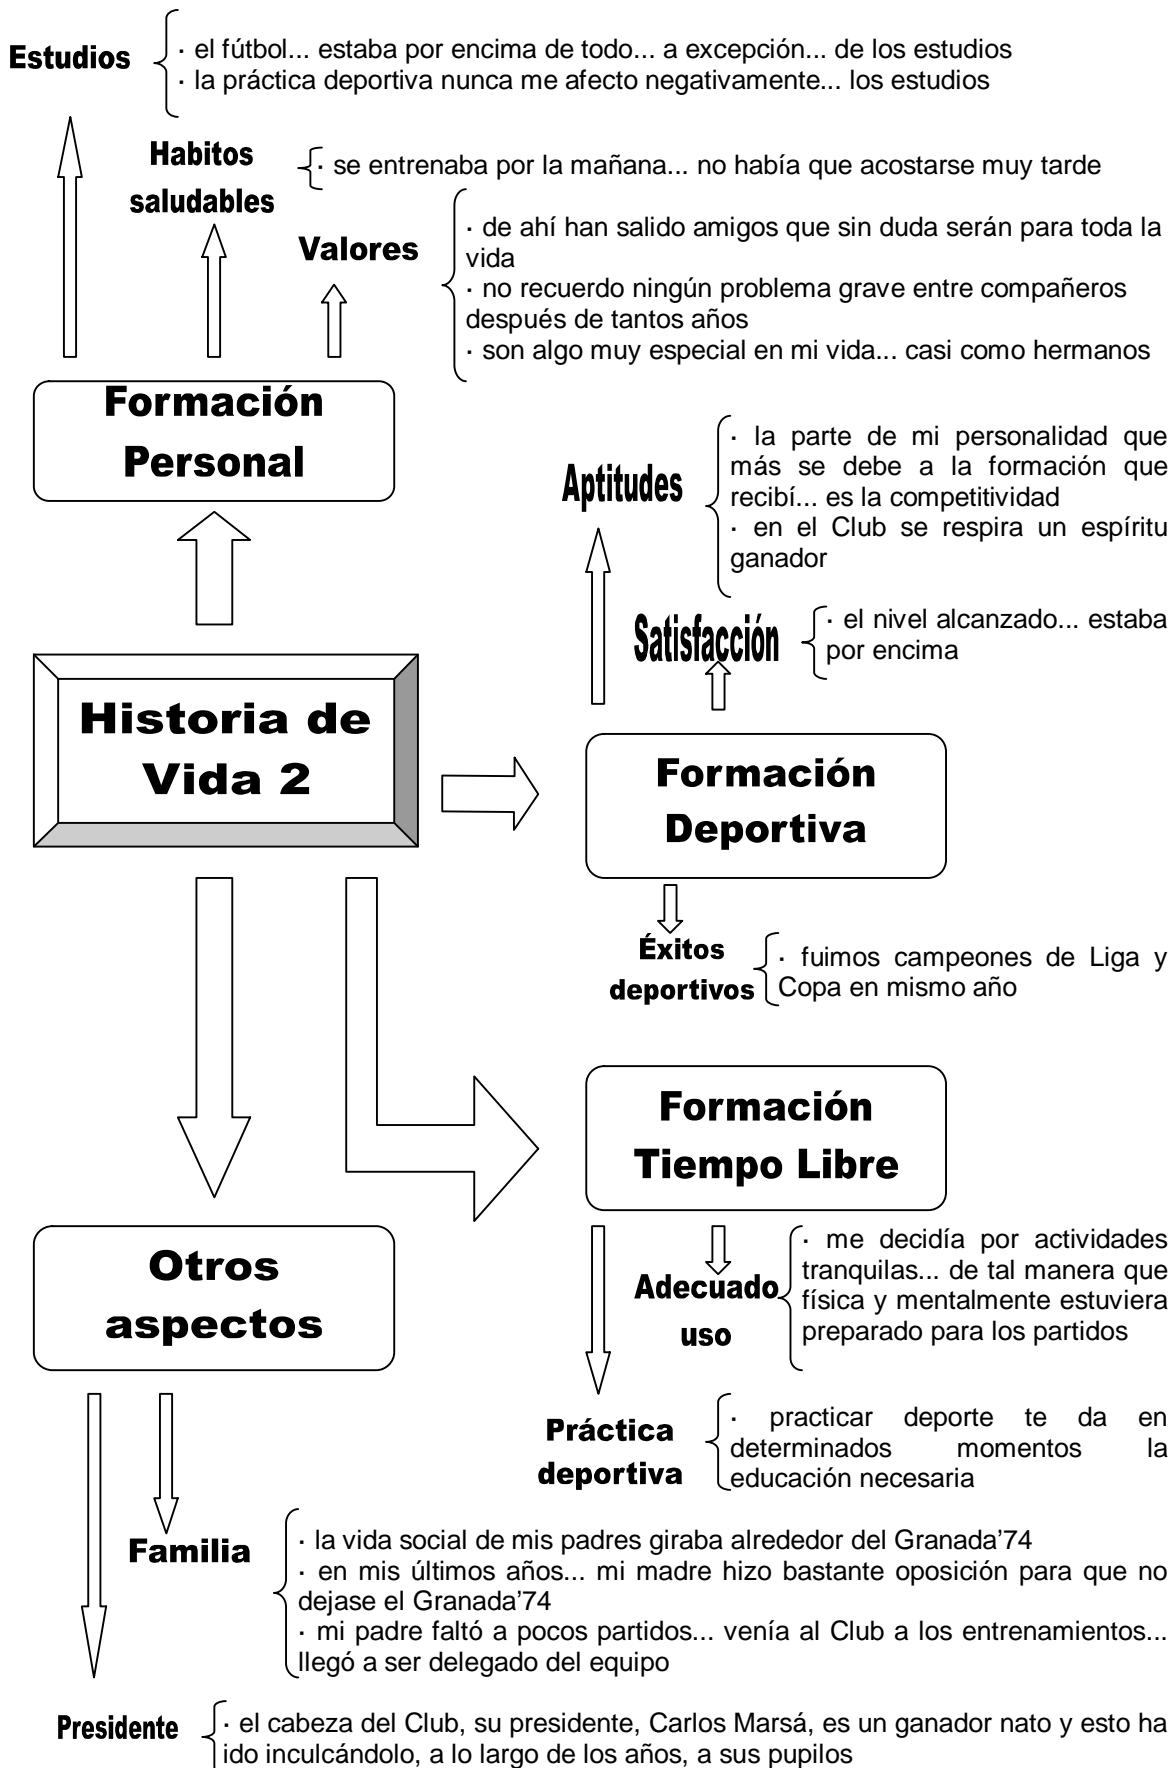 Estudios
· el fútbol... estaba por encima de todo... a excepción... de los estudios
· la práctica deportiva nunca me afecto negativamente... los estudios
Habitos
saludables
· se entrenaba por la mañana... no había que acostarse muy tarde
Valores
· de ahí han salido amigos que sin duda serán para toda la
vida
· no recuerdo ningún problema grave entre compañeros
después de tantos años
· son algo muy especial en mi vida... casi como hermanos
Formación
Personal
Aptitudes
· la parte de mi personalidad que
más se debe a la formación que
recibí... es la competitividad
· en el Club se respira un espíritu
ganador
Satisfacción
· el nivel alcanzado... estaba
por encima
Historia de
Vida 2
Formación
Deportiva
Éxitos
deportivos
· fuimos campeones de Liga y
Copa en mismo año
Formación
Tiempo Libre
Adecuado
uso
· me decidía por actividades
tranquilas... de tal manera que
física y mentalmente estuviera
preparado para los partidos
Práctica
deportiva
· practicar deporte te da en
determinados momentos la
educación necesaria
Otros
aspectos
Familia
· la vida social de mis padres giraba alrededor del Granada’74
· en mis últimos años... mi madre hizo bastante oposición para que no
dejase el Granada’74
· mi padre faltó a pocos partidos... venía al Club a los entrenamientos...
llegó a ser delegado del equipo
Presidente
· el cabeza del Club, su presidente, Carlos Marsá, es un ganador nato y esto ha
ido inculcándolo, a lo largo de los años, a sus pupilos